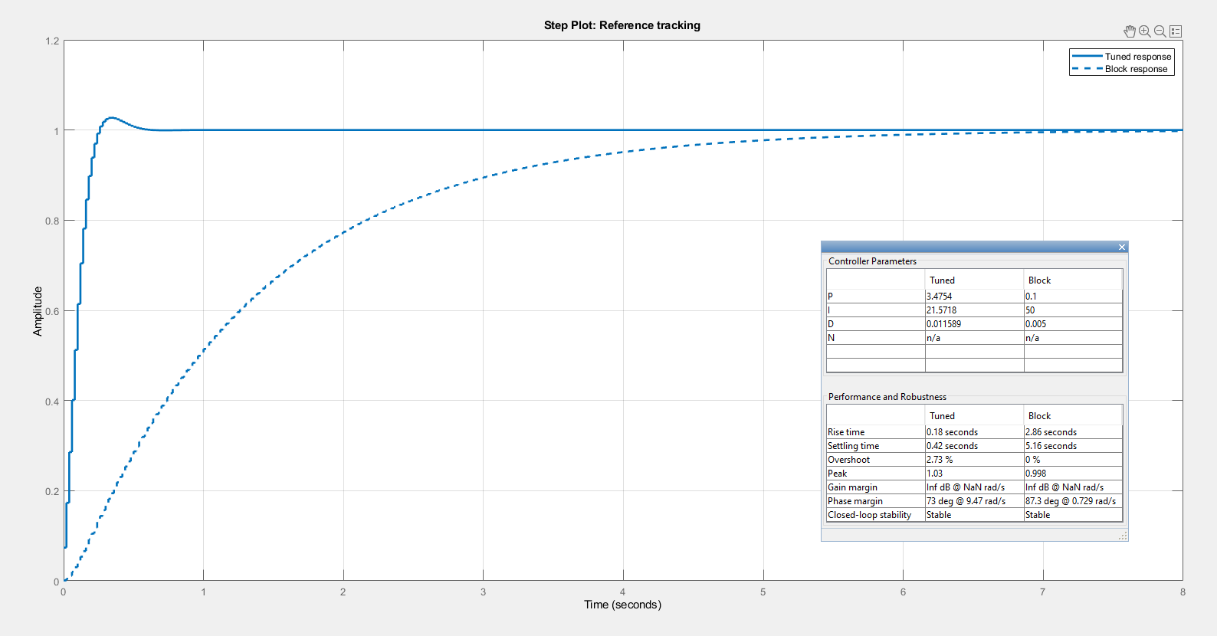 Step Plot: Reference tracking
Tuned response
Block response
1.2
1
0.8
0.6
0.4
0.2
0
Amplitude
0 1 2 3 4 5 6 7 8
Time (seconds)
Controller Parameters
Tuned Block
P 3.4754 0.1
I 21.5718 50
D 0.011589 0.005
N n/a n/a
Performance and Robustness
Tuned Block
Rise time 0.18 seconds 2.86 seconds
Settling time 0.42 seconds 5.16 seconds
Overshoot 2.73 % 0 %
Peak 1.03 0.998
Gain margin Inf dB @ NaN rad/s Inf dB @ NaN rad/s
Phase margin 73 deg @ 9.47 rad/s 87.3 deg @ 0.729 rad/s
Closed-loop stability Stable Stable